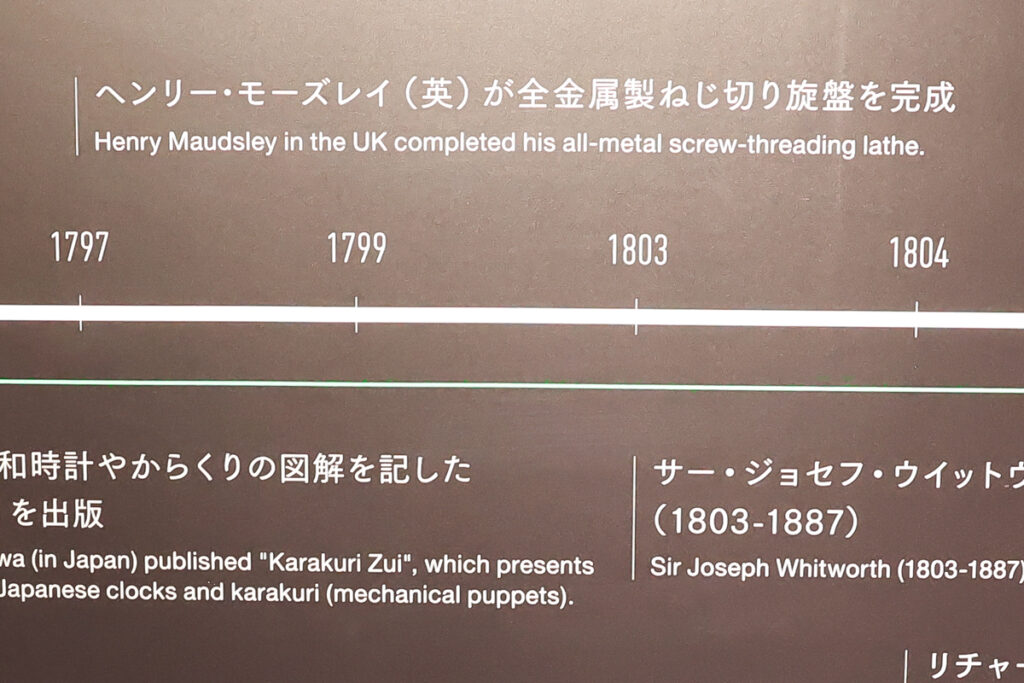 ヘンリー・モーズレイ（英）が全金属製ねじ切り旋盤を完成
Henry Maudsley in the UK completed his all-metal screw-threading lathe.
1797 1799 1803 1804
和時計やからくりの図解を記した
を出版
wa (in Japan) published "Karakuri Zui", which presents
Japanese clocks and karakuri (mechanical puppets).
サー・ジョセフ・ウイットウ
（1803-1887）
Sir Joseph Whitworth (1803-1887)
リチャー